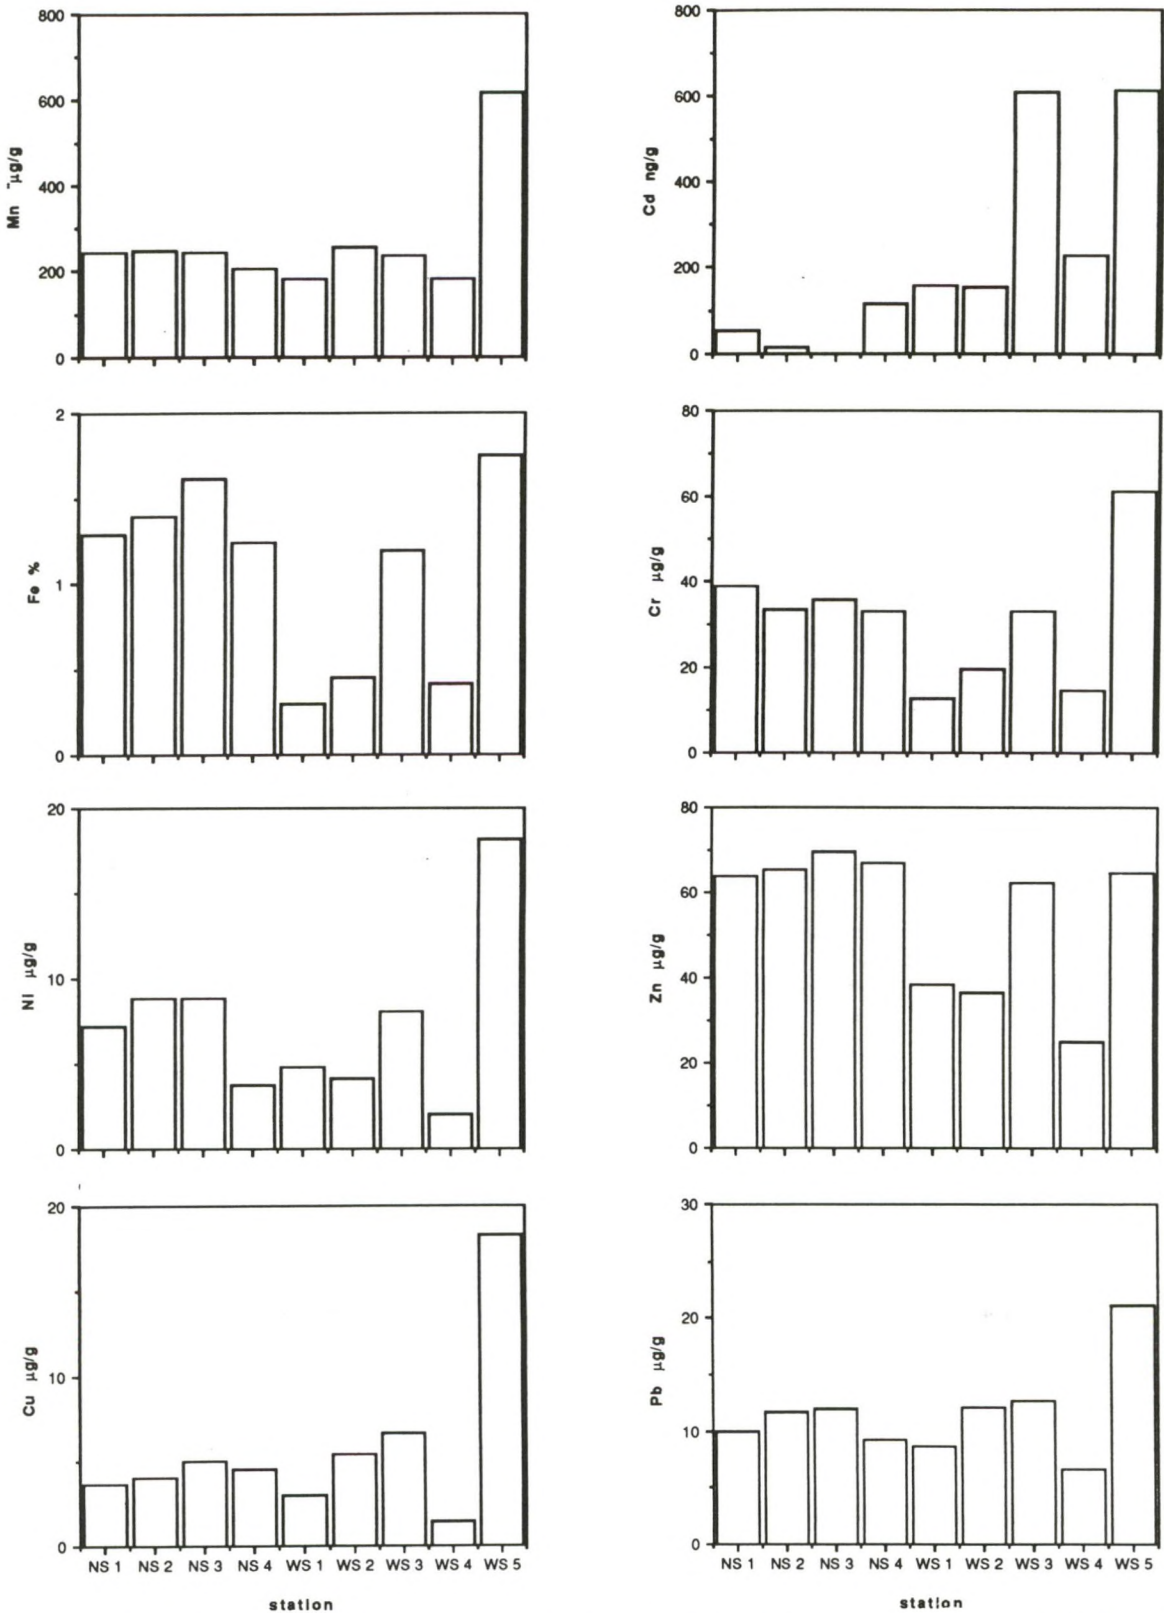 800
600
400
200
0
Mn µg/g
800
600
400
200
0
Cd ng/g
2
1
0
Fe %
80
60
40
20
0
Cr µg/g
20
10
0
Ni µg/g
80
60
40
20
0
Zn µg/g
20
10
0
Cu µg/g
NS 1 NS 2 NS 3 NS 4 WS 1 WS 2 WS 3 WS 4 WS 5
station
30
20
10
0
Pb µg/g
NS 1 NS 2 NS 3 NS 4 WS 1 WS 2 WS 3 WS 4 WS 5
station